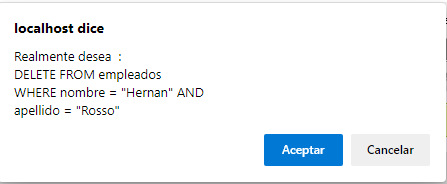 localhost dice
Realmente desea  :
DELETE FROM empleados
WHERE nombre = "Hernan" AND
apellido = "Rosso"
Aceptar
Cancelar